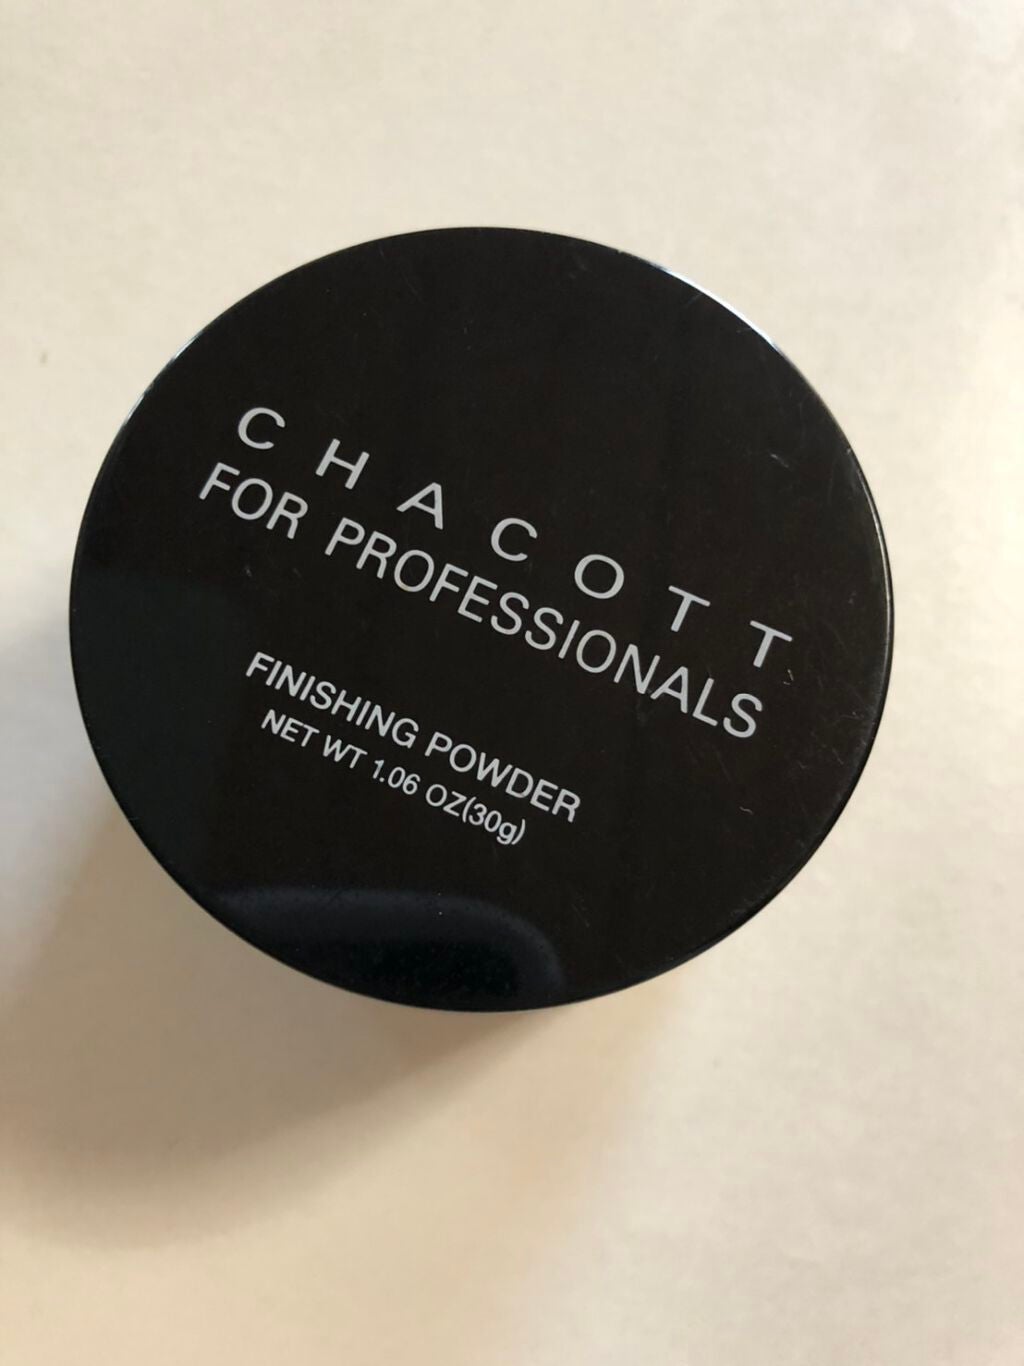 CHACOTT
FOR PROFESSIONALS
FINISHING POWDER
NET WT 1.06 OZ(30g)